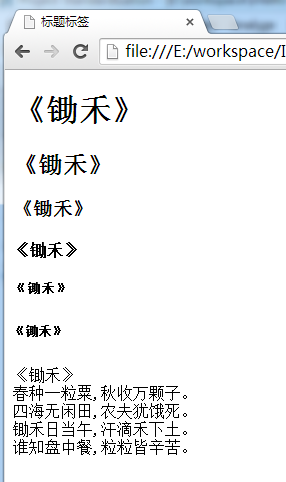 标题标签
file:///E:/workspace/I
《锄禾》
《锄禾》
《锄禾》
《锄禾》
《锄禾》
《锄禾》
《锄禾》
春种一粒粟,秋收万颗子。
四海无闲田,农夫犹饿死。
锄禾日当午,汗滴禾下土。
谁知盘中餐,粒粒皆辛苦。